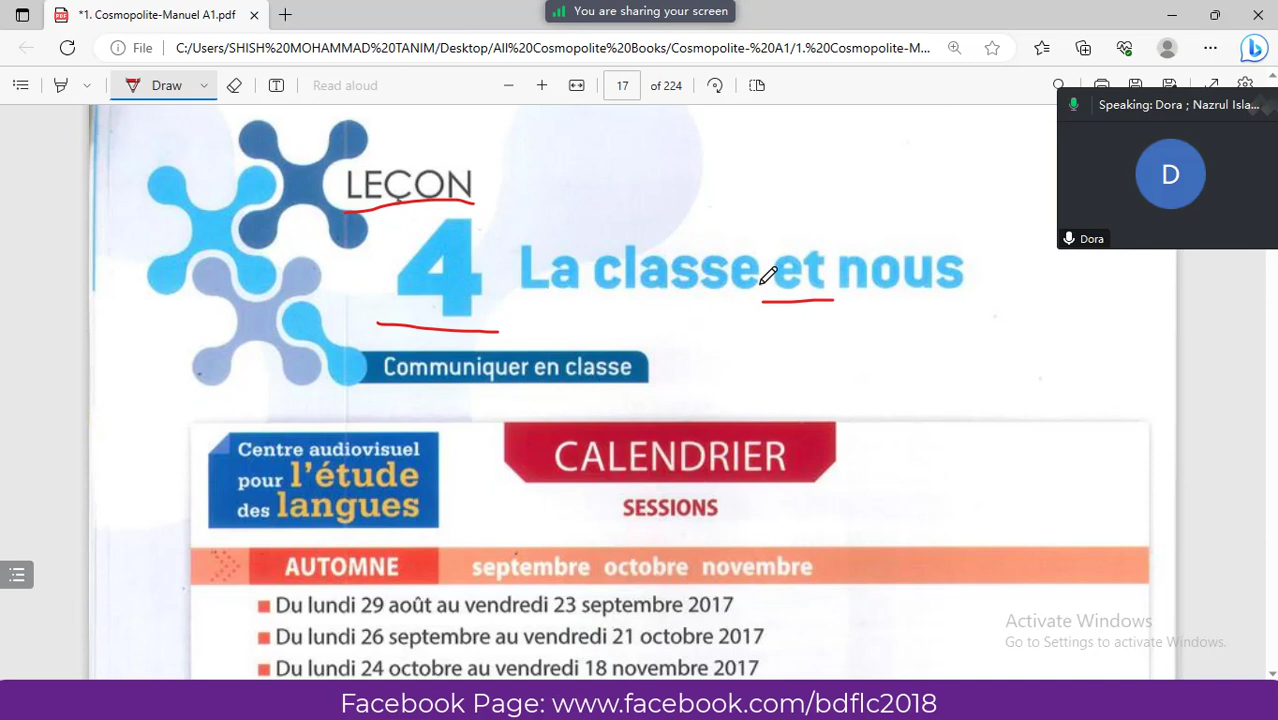 *1. Cosmopolite-Manuel A1.pdf
You are sharing your screen
File
C:/Users/SHISH%20MOHAMMAD%20TANIM/Desktop/All%20Cosmopolite%20Books/Cosmopolite-%20A1/1.%20Cosmopolite-M...
Draw
Read aloud
17
of 224
Speaking: Dora ; Nazrul Isla...
D
Dora
LEÇON
4
La classe et nous
Communiquer en classe
Centre audiovisuel
pour l'étude
des langues
CALENDRIER
SESSIONS
AUTOMNE
septembre octobre novembre
Du lundi 29 août au vendredi 23 septembre 2017
Du lundi 26 septembre au vendredi 21 octobre 2017
Du lundi 24 octobre au vendredi 18 novembre 2017
Activate Windows
Go to Settings to activate Windows.
Facebook Page: www.facebook.com/bdflc2018